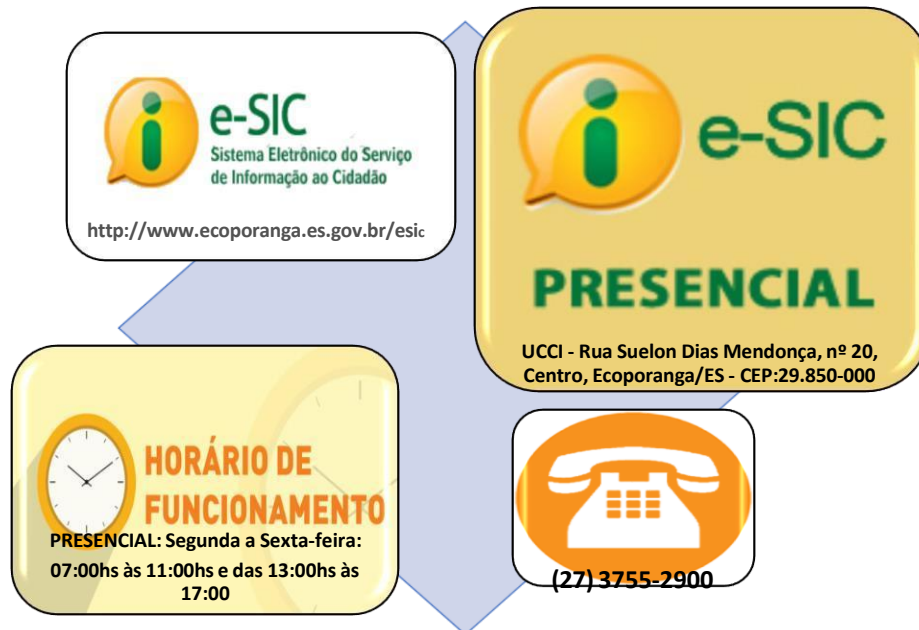 e-SIC
Sistema Eletrônico do Serviço
de Informação ao Cidadão
http://www.ecoporanga.es.gov.br/esic
e-SIC
PRESENCIAL
UCCI - Rua Suelon Dias Mendonça, nº 20,
Centro, Ecoporanga/ES - CEP:29.850-000
HORÁRIO DE
FUNCIONAMENTO
PRESENCIAL: Segunda a Sexta-feira:
07:00hs às 11:00hs e das 13:00hs às
17:00
(27) 3755-2900